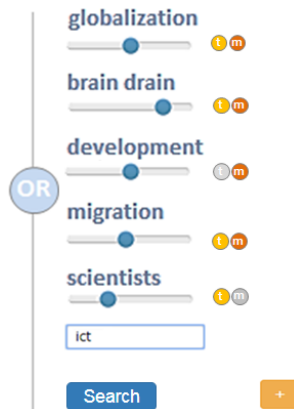 globalization
t m
brain drain
t m
development
t m
OR
migration
t m
scientists
t m
ict
Search
+